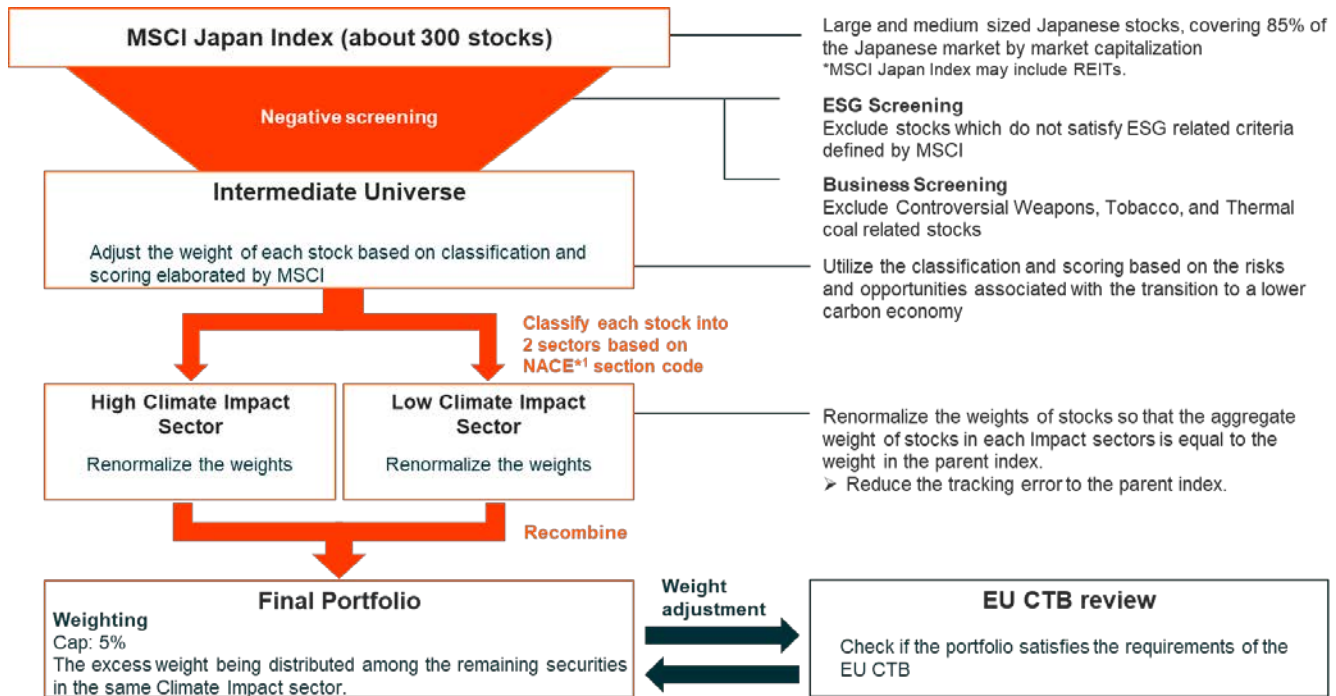 MSCI Japan Index (about 300 stocks)
Large and medium sized Japanese stocks, covering 85% of
the Japanese market by market capitalization
*MSCI Japan Index may include REITs.
Negative screening
ESG Screening
Exclude stocks which do not satisfy ESG related criteria
defined by MSCI
Business Screening
Exclude Controversial Weapons, Tobacco, and Thermal
coal related stocks
Intermediate Universe
Adjust the weight of each stock based on classification and
scoring elaborated by MSCI
Utilize the classification and scoring based on the risks
and opportunities associated with the transition to a lower
carbon economy
Classify each stock into
2 sectors based on
NACE*1 section code
High Climate Impact
Sector
Renormalize the weights
Low Climate Impact
Sector
Renormalize the weights
Renormalize the weights of stocks so that the aggregate
weight of stocks in each Impact sectors is equal to the
weight in the parent index.
➢ Reduce the tracking error to the parent index.
Recombine
Final Portfolio
Weighting
Cap: 5%
The excess weight being distributed among the remaining securities
in the same Climate Impact sector.
Weight
adjustment
EU CTB review
Check if the portfolio satisfies the requirements of the
EU CTB